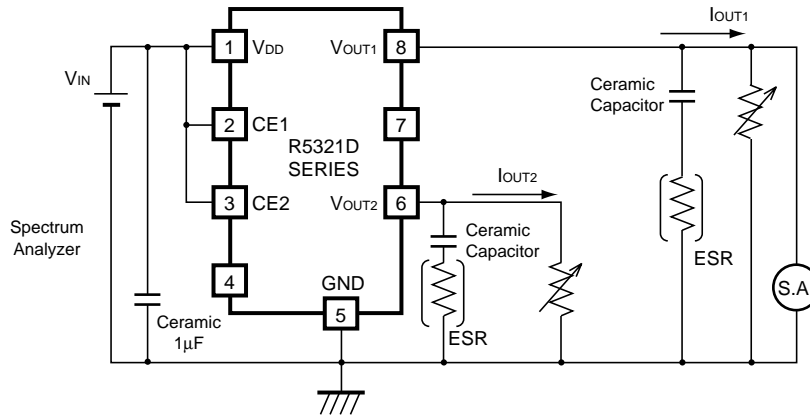 IOUT1
1 VDD VOUT1 8
VIN
Ceramic
Capacitor
2 CE1 7
R5321D
SERIES
IOUT2
3 CE2 VOUT2 6
Ceramic
Capacitor
Spectrum
Analyzer
ESR
4 GND
S.A
5
Ceramic
1μF
ESR